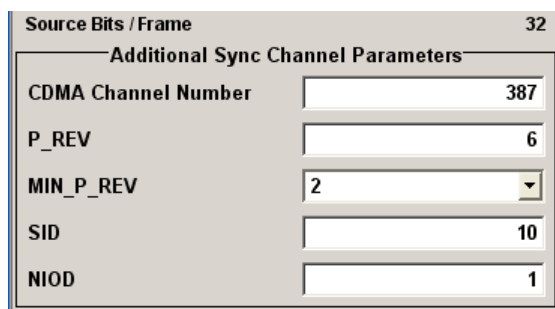 Source Bits / Frame 32
Additional Sync Channel Parameters
CDMA Channel Number 387
P_REV 6
MIN_P_REV 2
SID 10
NIOD 1